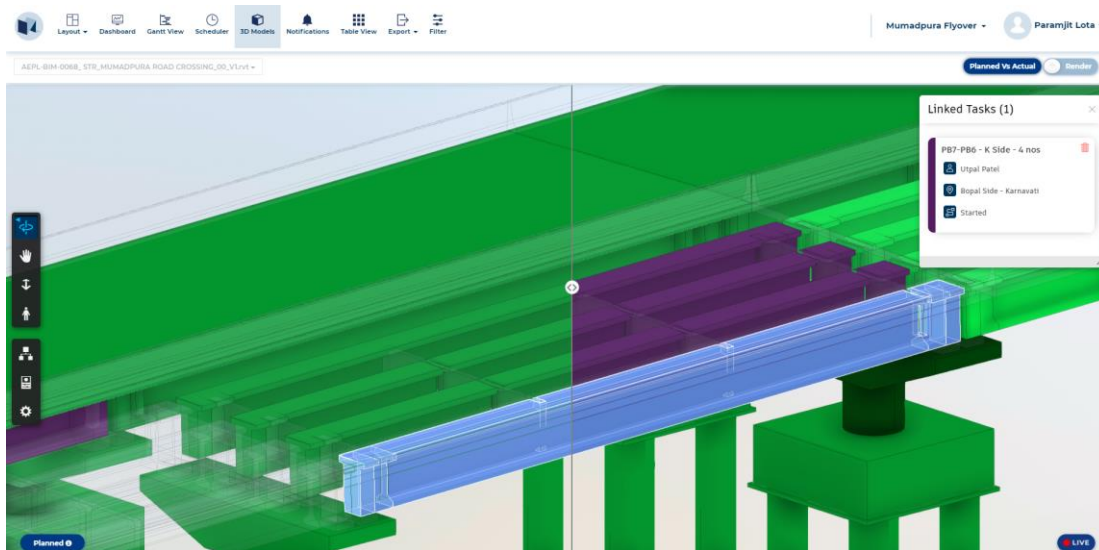 Layout
Dashboard
Gantt View
Scheduler
3D Models
Notifications
Table View
Export
Filter
Mumadpura Flyover
Paramjit Lota
AEPL-BIM-0068_ STR_MUMADPURA ROAD CROSSING_00_V1.rvt
Planned Vs Actual
Render
Linked Tasks (1)
PB7-PB6 - K Side - 4 nos
Utpal Patel
Bopal Side - Karnavati
Started
Planned
LIVE